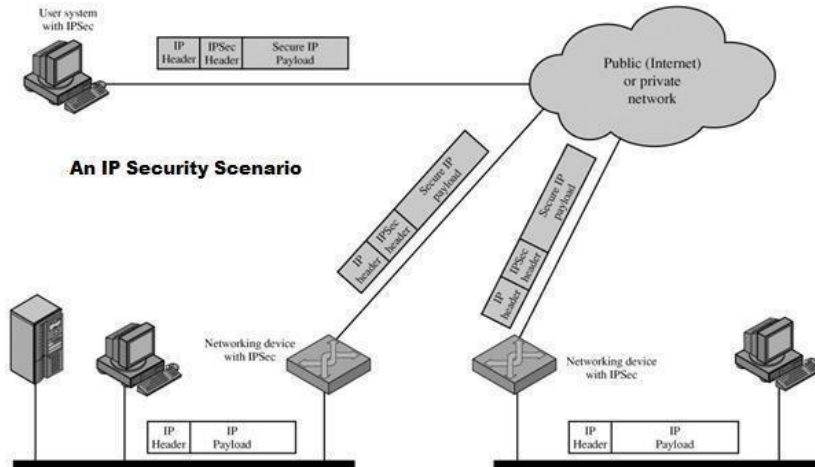 User system
with IPSec
IP
Header
IPSec
Header
Secure IP
Payload
Public (Internet)
or private
network
An IP Security Scenario
IP
header
IPSec
header
Secure IP
payload
IP
header
IPSec
header
Secure IP
payload
Networking device
with IPSec
Networking device
with IPSec
IP
Header
IP
Payload
IP
Header
IP
Payload